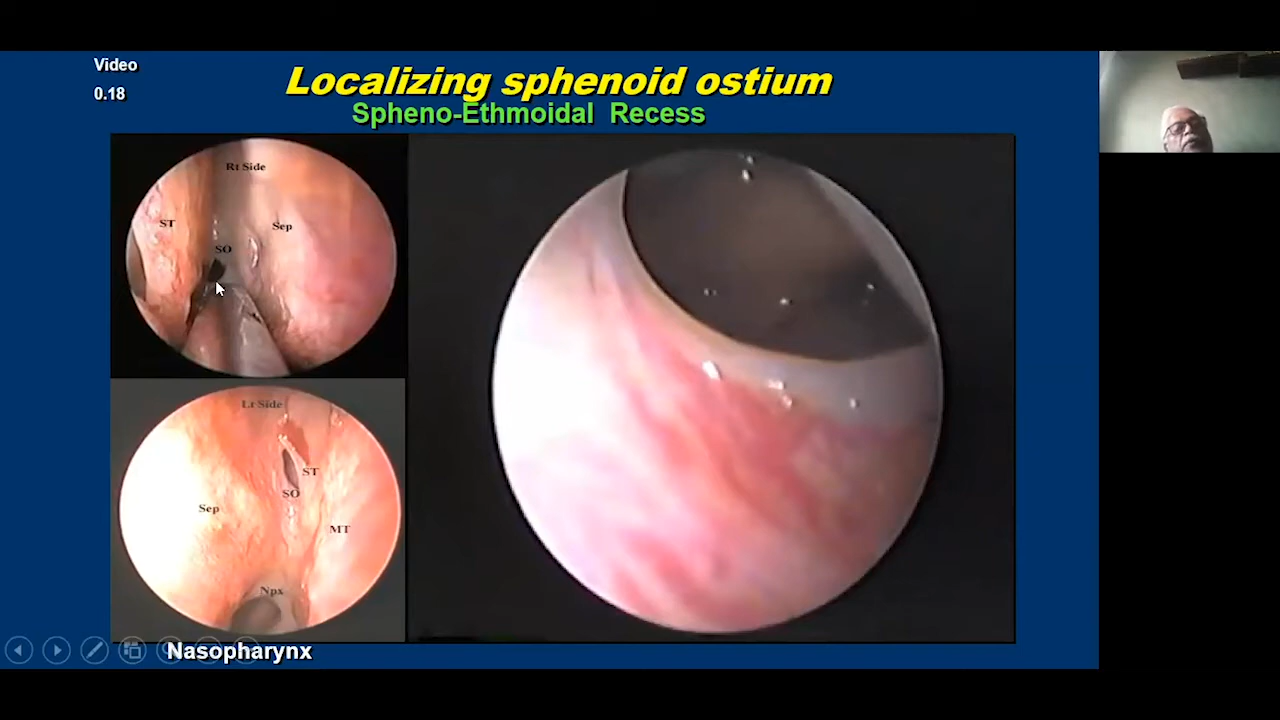 Video
0.18
Localizing sphenoid ostium
Spheno-Ethmoidal Recess
Rt Side
ST
Sep
SO
Lt Side
ST
SO
Sep
MT
Npx
Nasopharynx